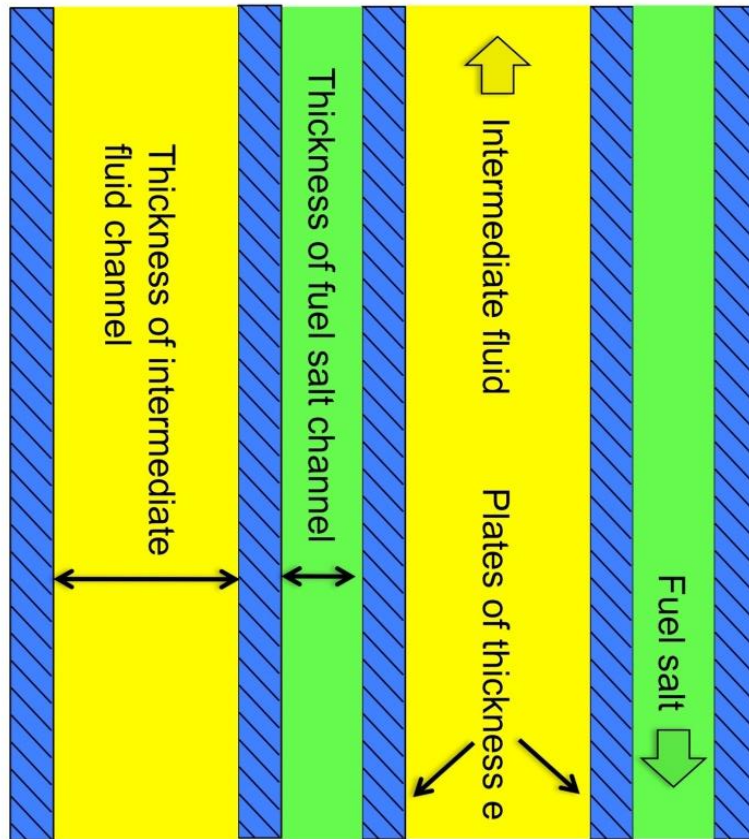 Thickness of intermediate
fluid channel
Thickness of fuel salt channel
Intermediate fluid
Plates of thickness e
Fuel salt